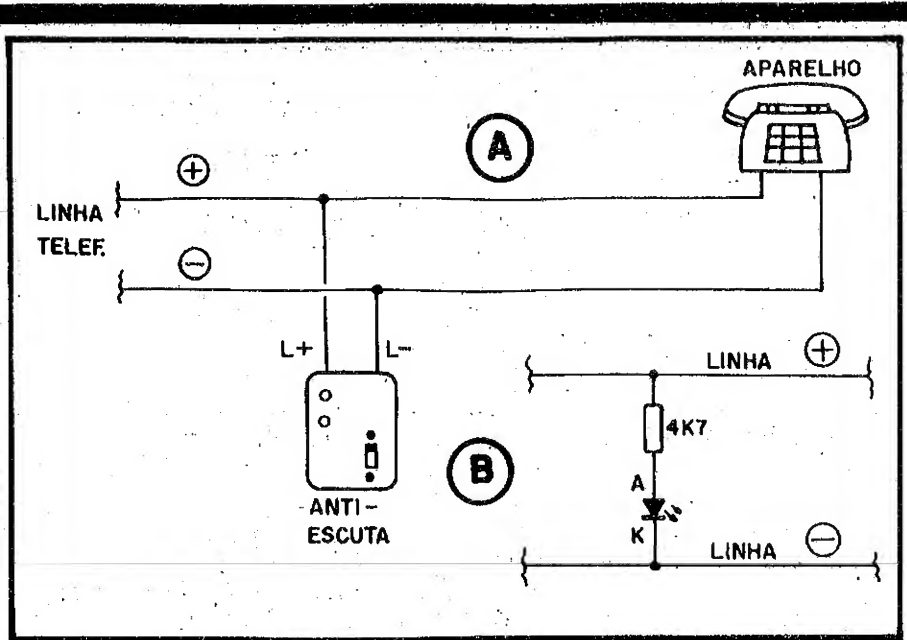 APARELHO
A
+
LINHA
TELEF.
−
L+
L−
ANTI-
ESCUTA
B
LINHA +
4K7
A
K
LINHA −